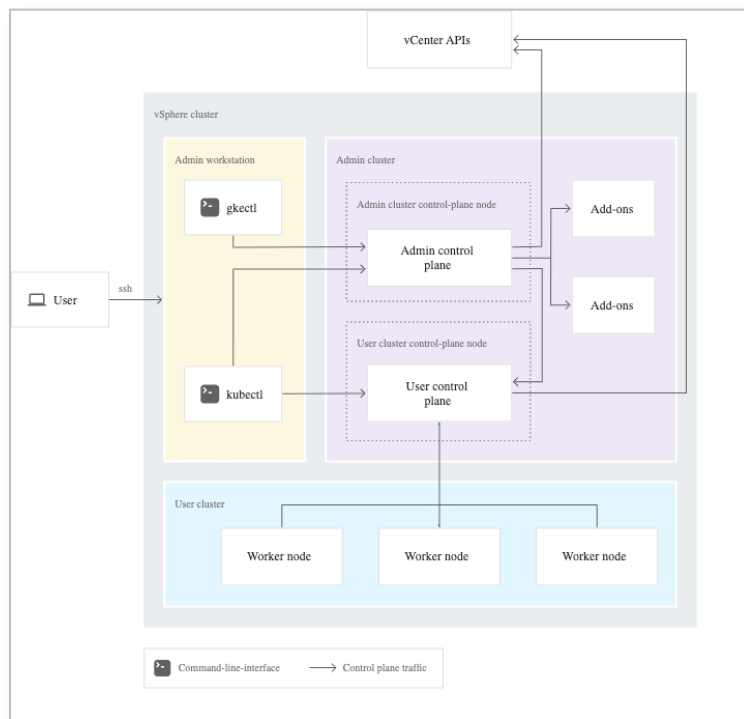 vCenter APIs
vSphere cluster
Admin workstation
gkectl
kubectl
Admin cluster
Admin cluster control-plane node
Admin control
plane
Add-ons
Add-ons
User
ssh
User cluster control-plane node
User control
plane
User cluster
Worker node
Worker node
Worker node
Command-line-interface
Control plane traffic